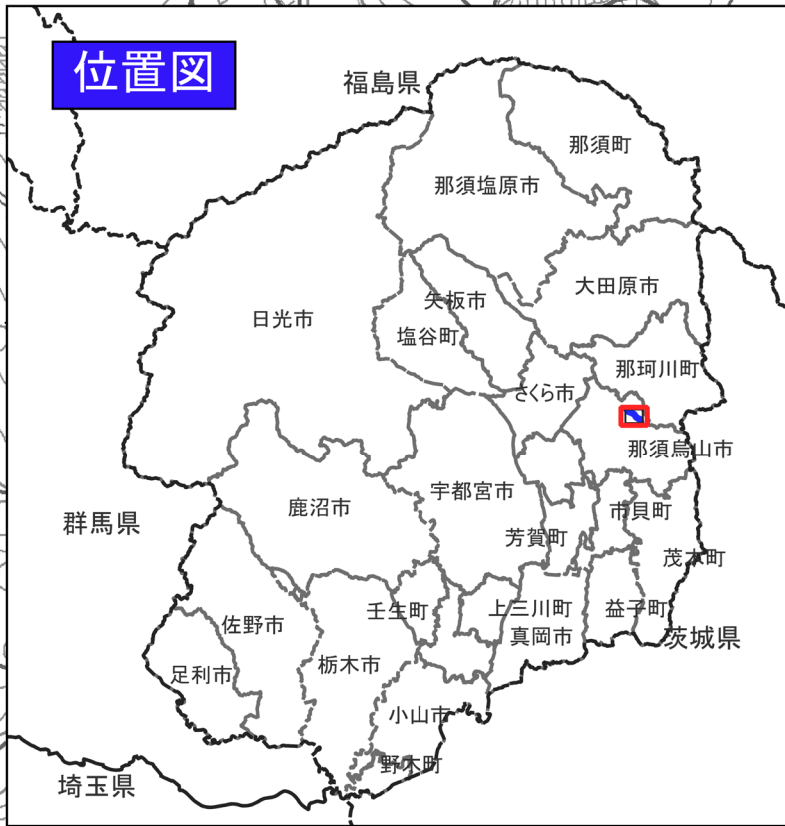 位置図
福島県
那須町
那須塩原市
大田原市
矢板市
日光市
塩谷町
那珂川町
さくら市
那須烏山市
宇都宮市
鹿沼市
市貝町
群馬県
芳賀町
茂木町
壬生町
上三川町
益子町
佐野市
真岡市
茨城県
栃木市
足利市
小山市
野木町
埼玉県